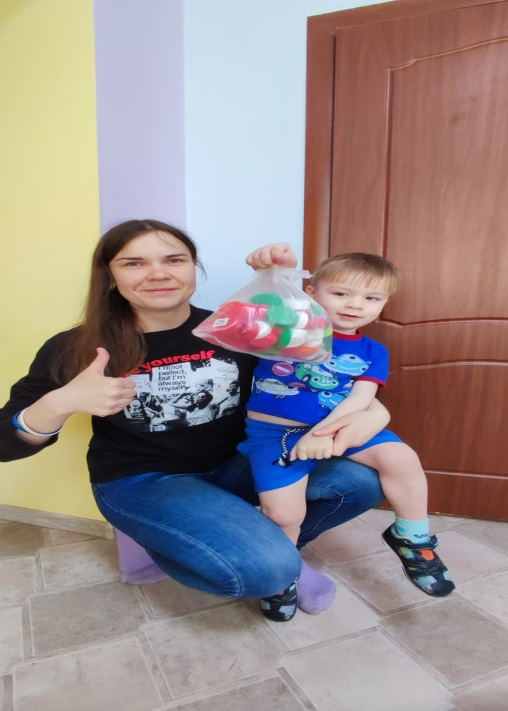 yourself
I'm not
perfect,
but I'm
always
myself